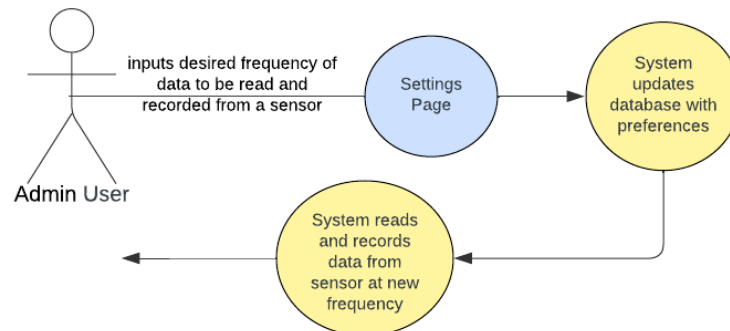 inputs desired frequency of
data to be read and
recorded from a sensor
Settings
Page
System
updates
database with
preferences
Admin User
System reads
and records
data from
sensor at new
frequency